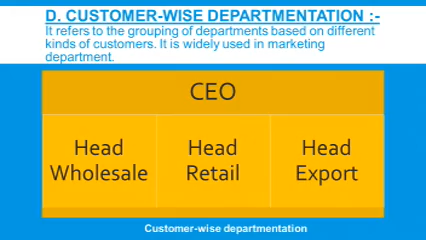 D. CUSTOMER-WISE DEPARTMENTATION :-
It refers to the grouping of departments based on different
kinds of customers. It is widely used in marketing
department.
CEO
Head Wholesale
Head Retail
Head Export
Customer-wise departmentation